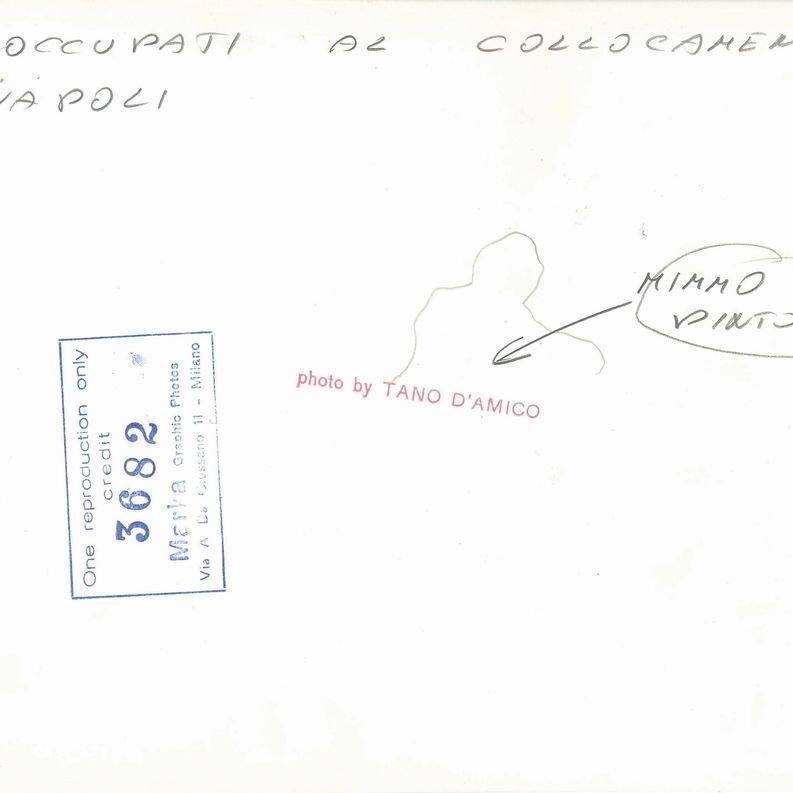 OCCUPATI AL COLLOCAMEN
NAPOLI
MIMMO
PINTO
photo by TANO D'AMICO
One reproduction only
credit
3682
Marka Graphic Photos
Via A. Da Giussano 11 - Milano